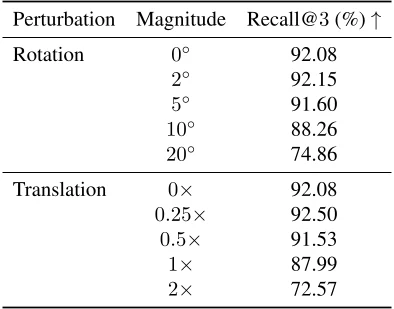 Perturbation Magnitude Recall@3 (%) ↑
Rotation 0° 92.08
2° 92.15
5° 91.60
10° 88.26
20° 74.86
Translation 0× 92.08
0.25× 92.50
0.5× 91.53
1× 87.99
2× 72.57